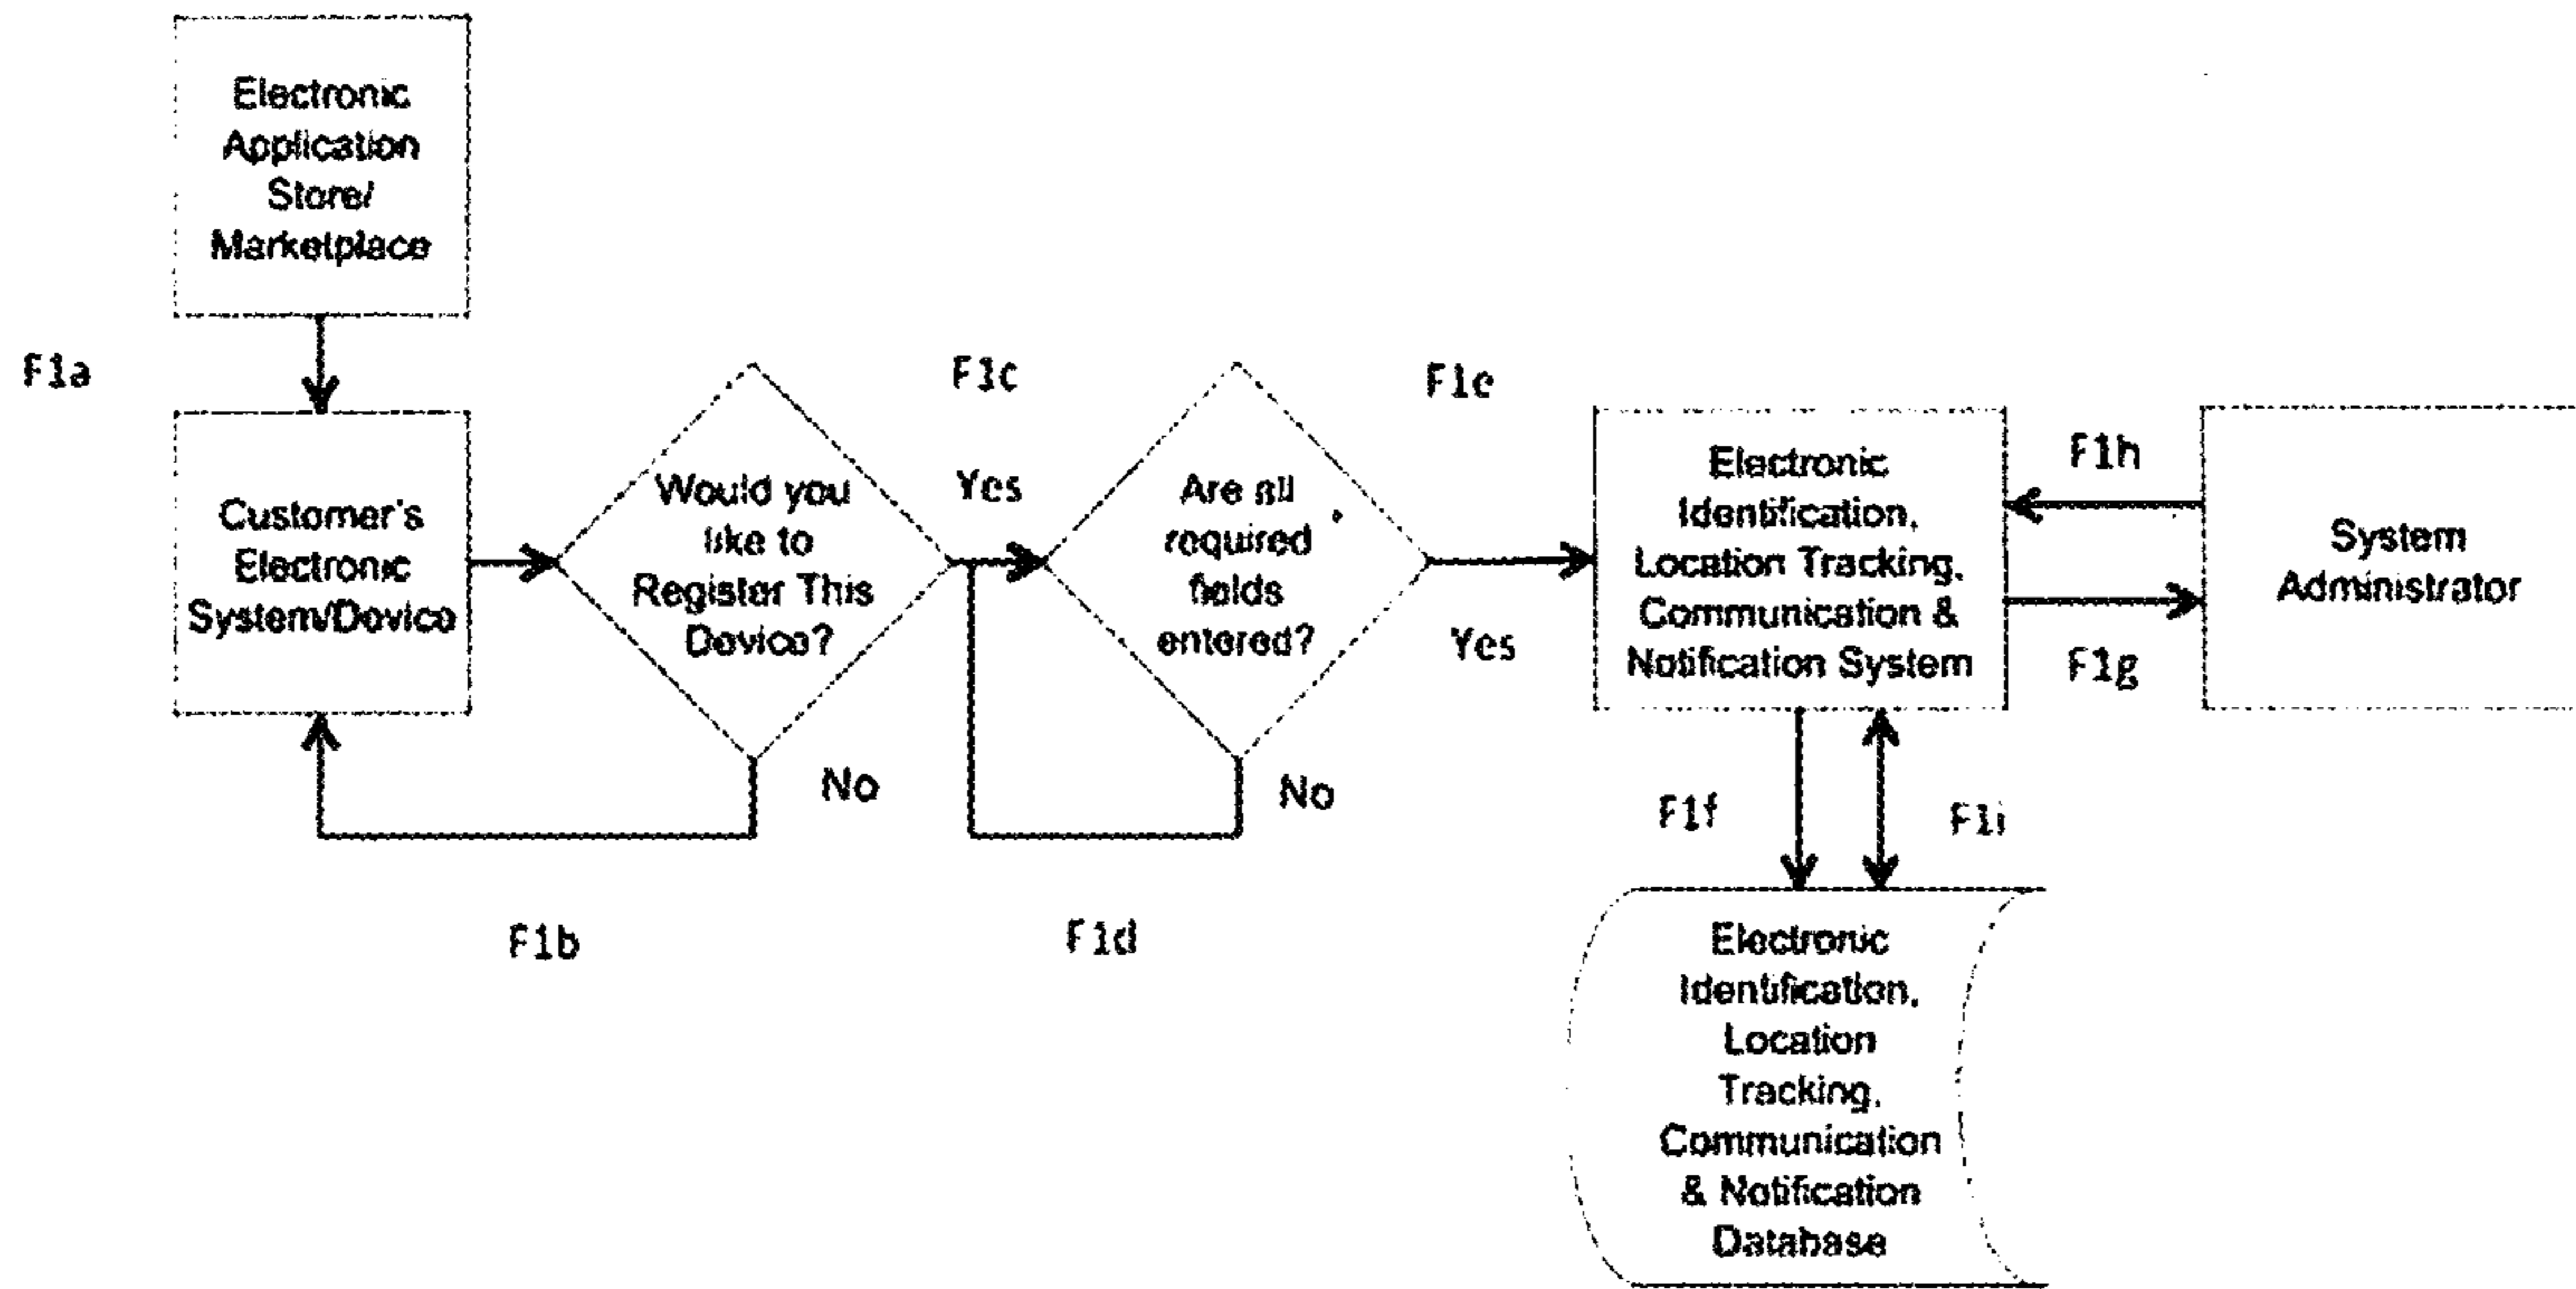 Electronic
Application
Store/
Marketplace
F1a
Customer's
Electronic
System/Device
Would you
like to
Register This
Device?
No
F1b
F1c
Yes
Are all
required
fields
entered?
No
F1d
F1e
Yes
Electronic
Identification,
Location Tracking,
Communication &
Notification System
F1h
F1g
System
Administrator
F1f
F1i
Electronic
Identification,
Location
Tracking,
Communication
& Notification
Database